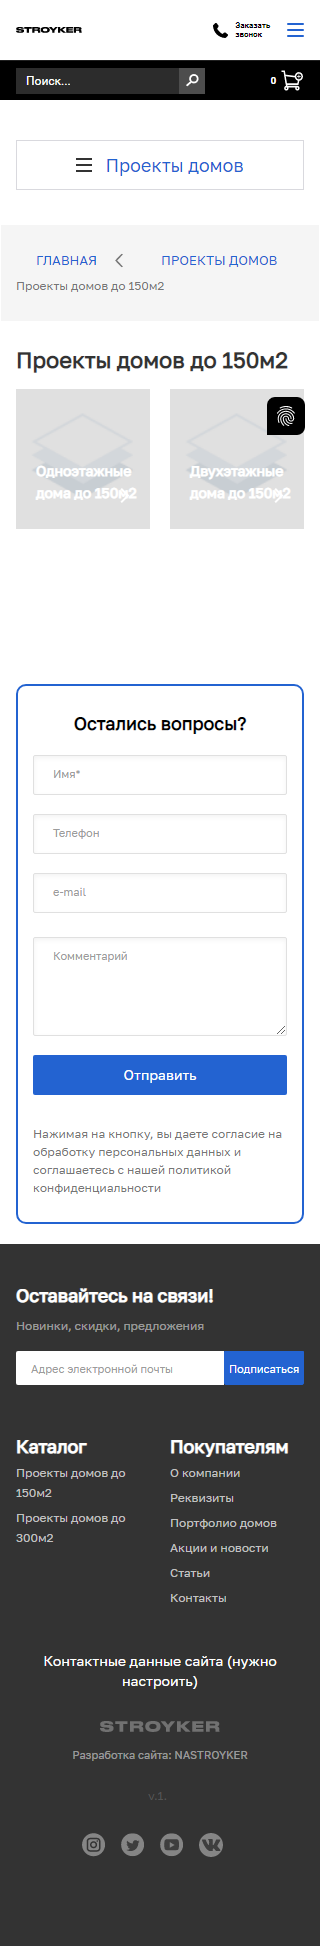 STROYKER
Заказать
звонок
Поиск...
0
Проекты домов
ГЛАВНАЯ
ПРОЕКТЫ ДОМОВ
Проекты домов до 150м2
Проекты домов до 150м2
Одноэтажные
дома до 150м2
Двухэтажные
дома до 150м2
Остались вопросы?
Имя*
Телефон
e-mail
Комментарий
Отправить
Нажимая на кнопку, вы даете согласие на
обработку персональных данных и
соглашаетесь с нашей политикой
конфиденциальности
Оставайтесь на связи!
Новинки, скидки, предложения
Адрес электронной почты
Подписаться
Каталог
Проекты домов до
150м2
Проекты домов до
300м2
Покупателям
О компании
Реквизиты
Портфолио домов
Акции и новости
Статьи
Контакты
Контактные данные сайта (нужно
настроить)
STROYKER
Разработка сайта: NASTROYKER
v.1.